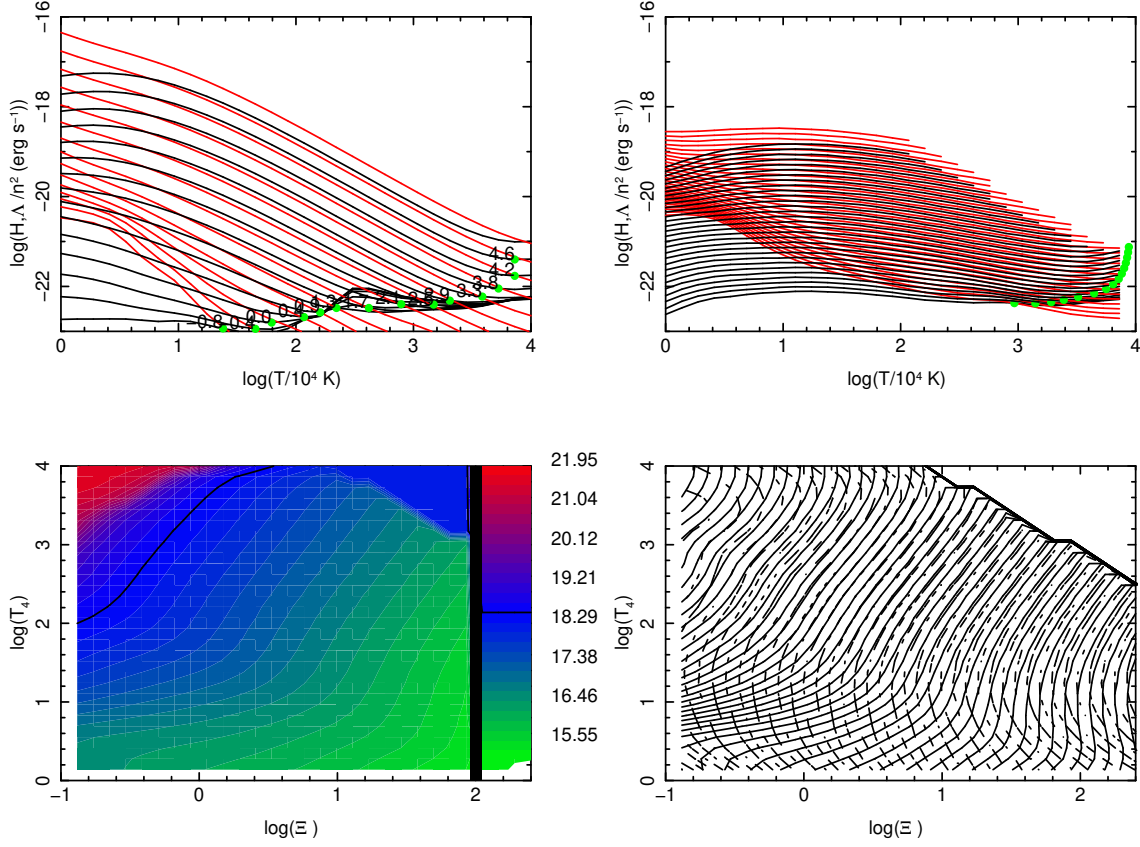 −16
−18
−20
−22
log(H,Λ/n² (erg s⁻¹))
0 1 2 3 4
log(T/10⁴ K)
4.6
4.2
3.8
3.3
−16
−18
−20
−22
log(H,Λ/n² (erg s⁻¹))
0 1 2 3 4
log(T/10⁴ K)
4
3
2
1
0
log(T₄)
−1 0 1 2
log(Ξ )
21.95
21.04
20.12
19.21
18.29
17.38
16.46
15.55
4
3
2
1
0
log(T₄)
−1 0 1 2
log(Ξ )